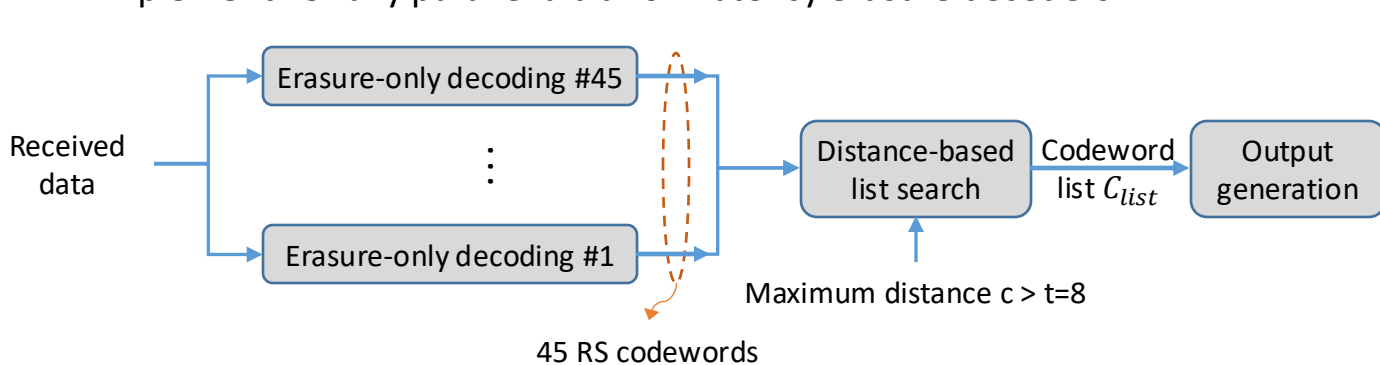 Erasure-only decoding #45
Received
data
⋮
Distance-based
list search
Codeword
list C_list
Output
generation
Erasure-only decoding #1
Maximum distance c > t=8
45 RS codewords